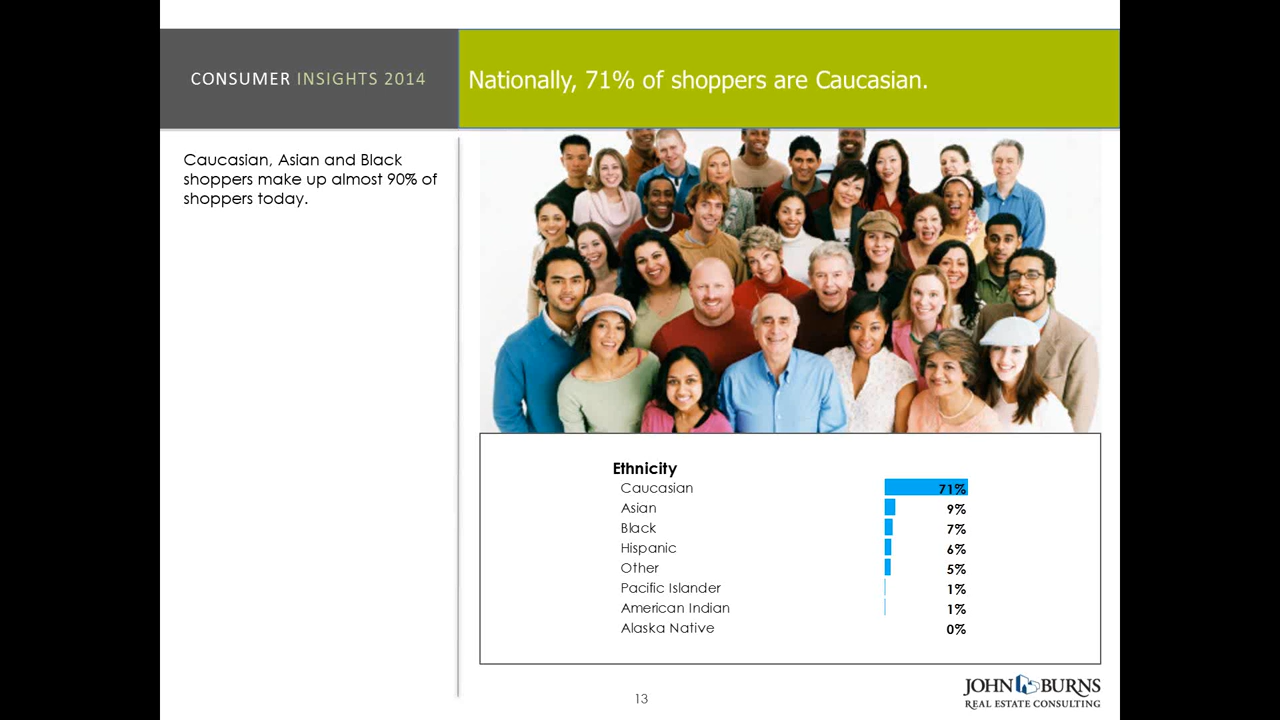 CONSUMER INSIGHTS 2014
Nationally, 71% of shoppers are Caucasian.
Caucasian, Asian and Black
shoppers make up almost 90% of
shoppers today.
Ethnicity
Caucasian 71%
Asian 9%
Black 7%
Hispanic 6%
Other 5%
Pacific Islander 1%
American Indian 1%
Alaska Native 0%
13
JOHN BURNS
REAL ESTATE CONSULTING